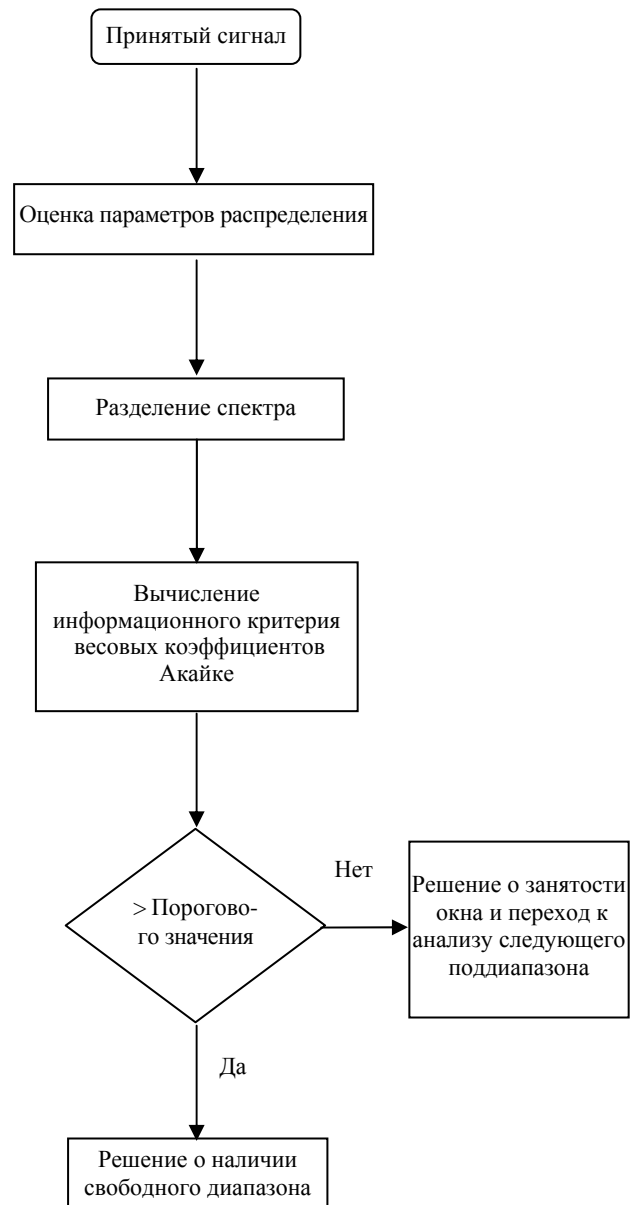 Принятый сигнал
Оценка параметров распределения
Разделение спектра
Вычисление
информационного критерия
весовых коэффициентов
Акайке
> Порогово-
го значения
Нет
Решение о занятости
окна и переход к
анализу следующего
поддиапазона
Да
Решение о наличии
свободного диапазона